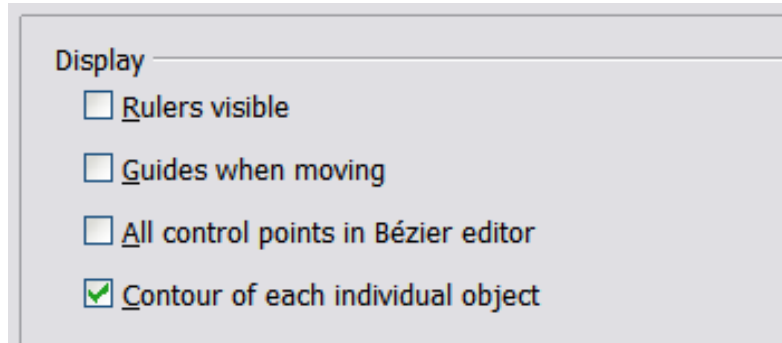 Display
Rulers visible
Guides when moving
All control points in Bézier editor
Contour of each individual object